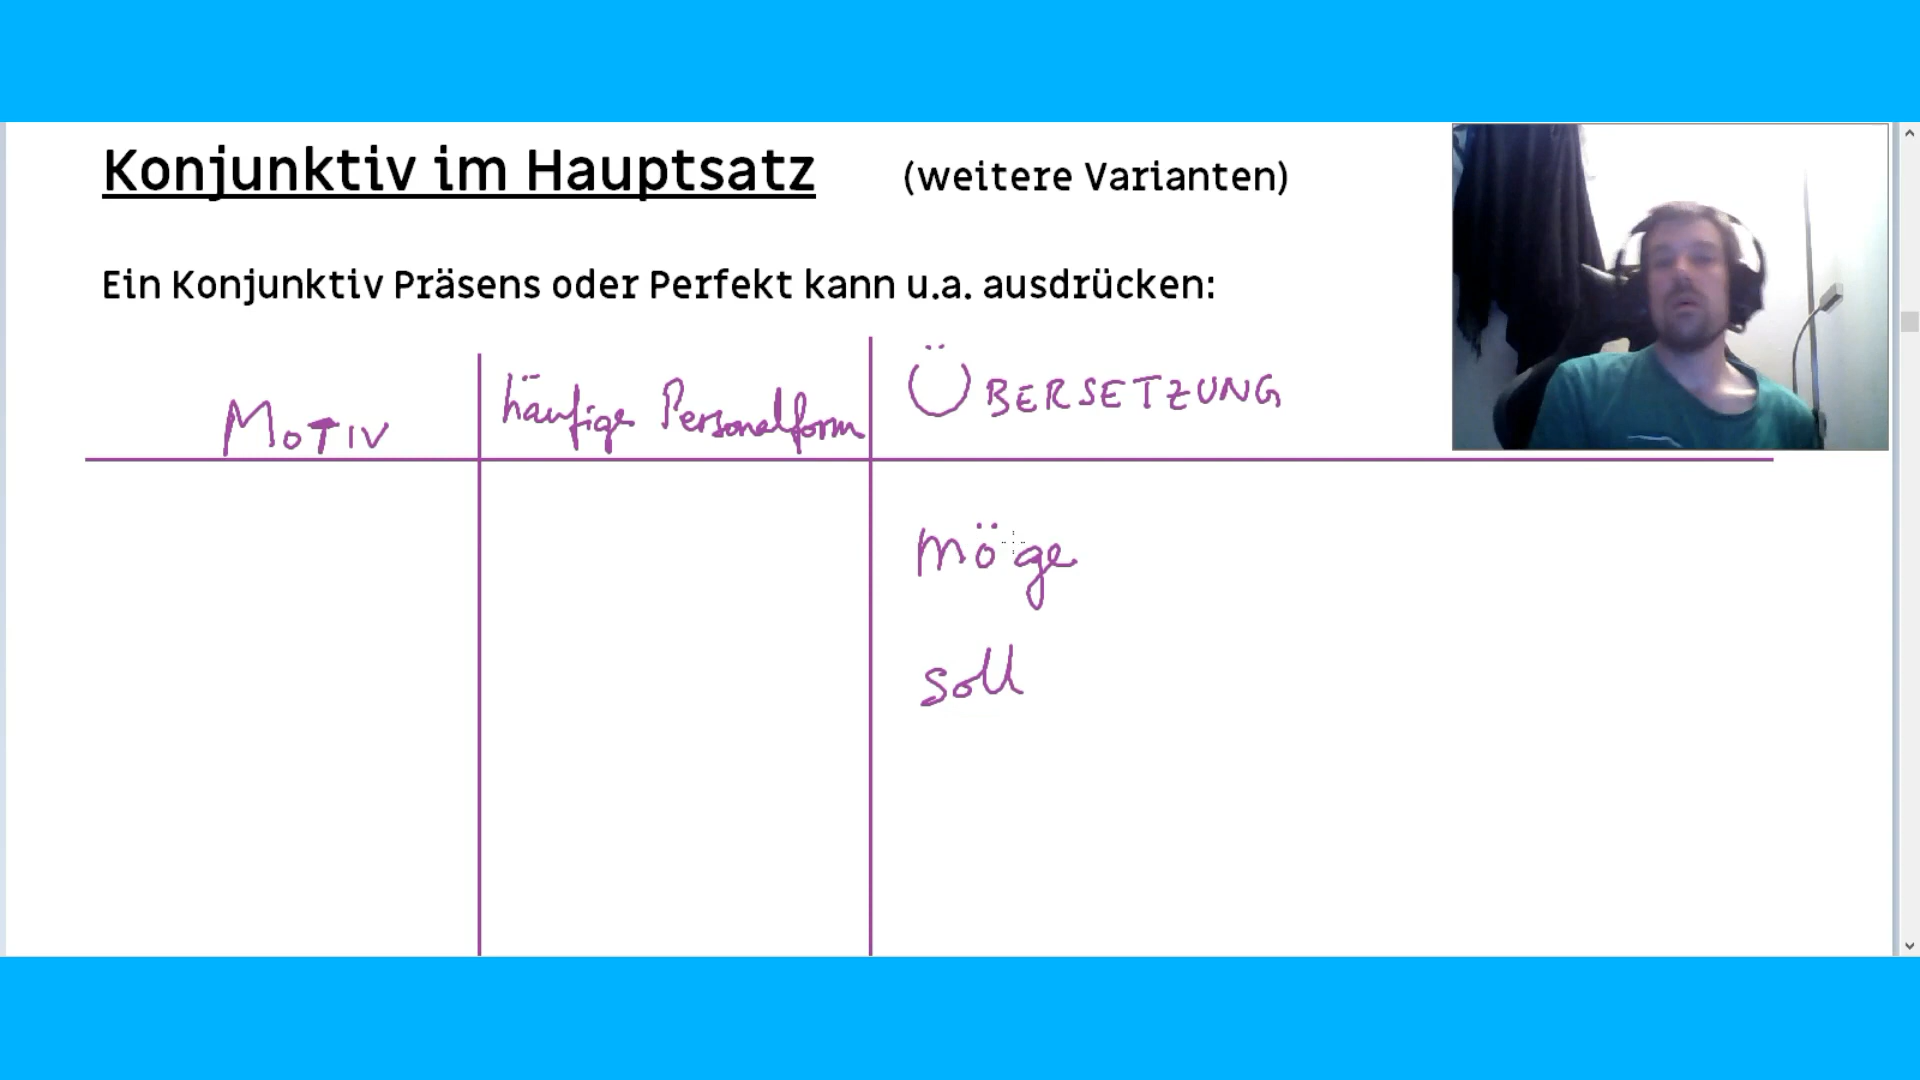 Konjunktiv im Hauptsatz (weitere Varianten)
Ein Konjunktiv Präsens oder Perfekt kann u.a. ausdrücken:
MOTIV häufige Personalform ÜBERSETZUNG
möge
soll